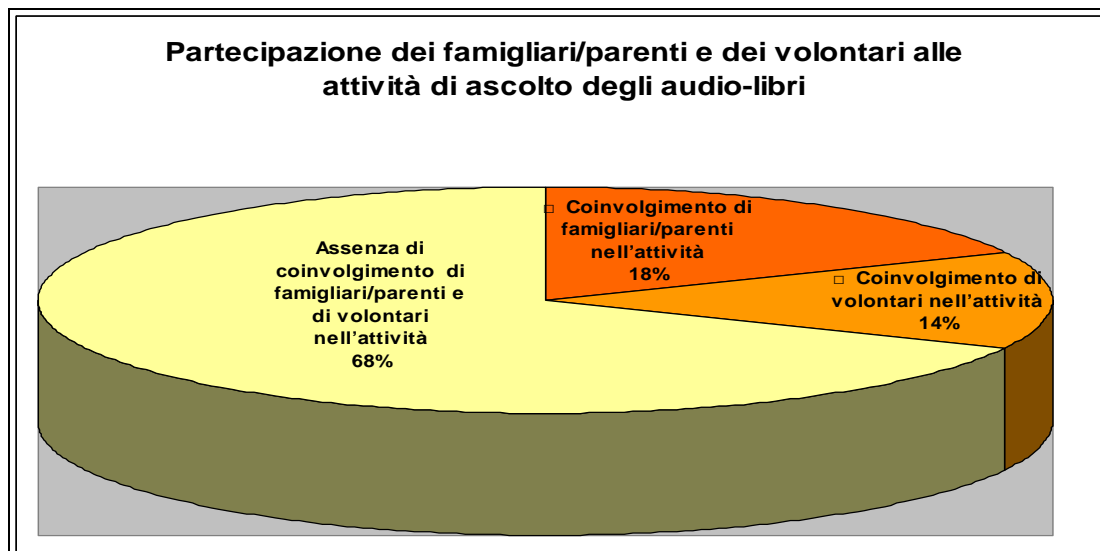 Partecipazione dei famigliari/parenti e dei volontari alle
attività di ascolto degli audio-libri
Coinvolgimento di
famigliari/parenti
nell'attività
18%
Coinvolgimento di
volontari nell'attività
14%
Assenza di
coinvolgimento di
famigliari/parenti e
di volontari
nell'attività
68%